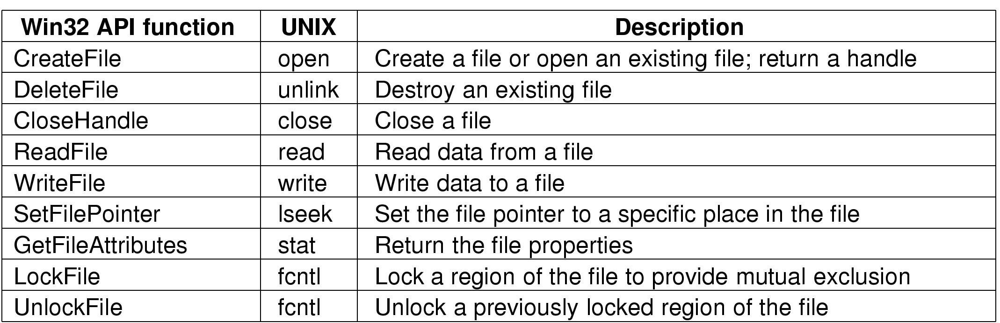 Win32 API function UNIX Description
CreateFile open Create a file or open an existing file; return a handle
DeleteFile unlink Destroy an existing file
CloseHandle close Close a file
ReadFile read Read data from a file
WriteFile write Write data to a file
SetFilePointer lseek Set the file pointer to a specific place in the file
GetFileAttributes stat Return the file properties
LockFile fcntl Lock a region of the file to provide mutual exclusion
UnlockFile fcntl Unlock a previously locked region of the file